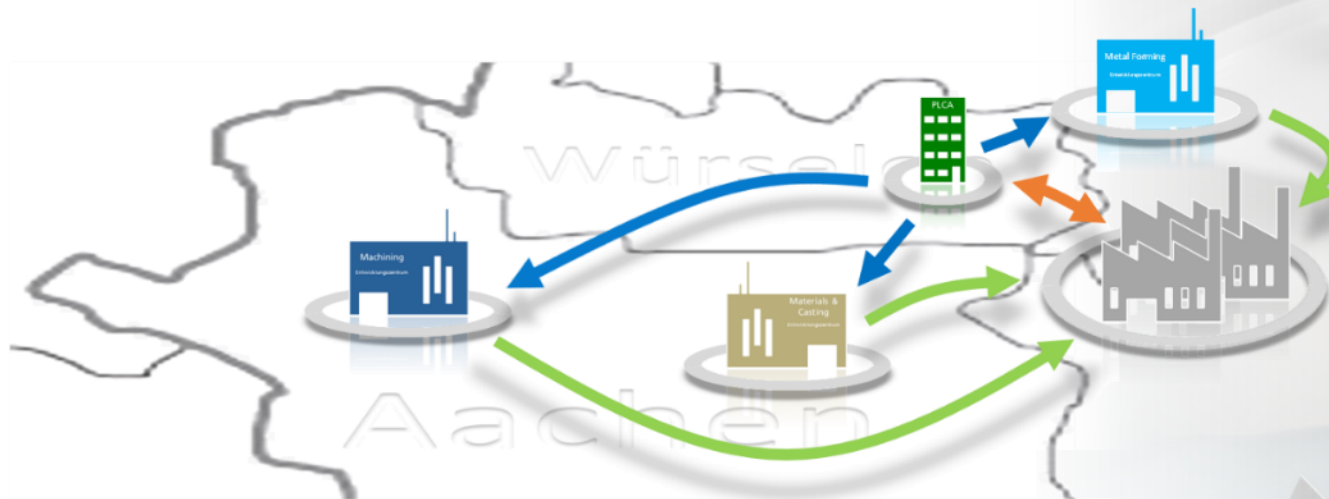 Metal Forming
Entwicklungszentrum
PLCA
Würselen
Machining
Entwicklungszentrum
Materials &
Casting
Entwicklungszentrum
Aachen